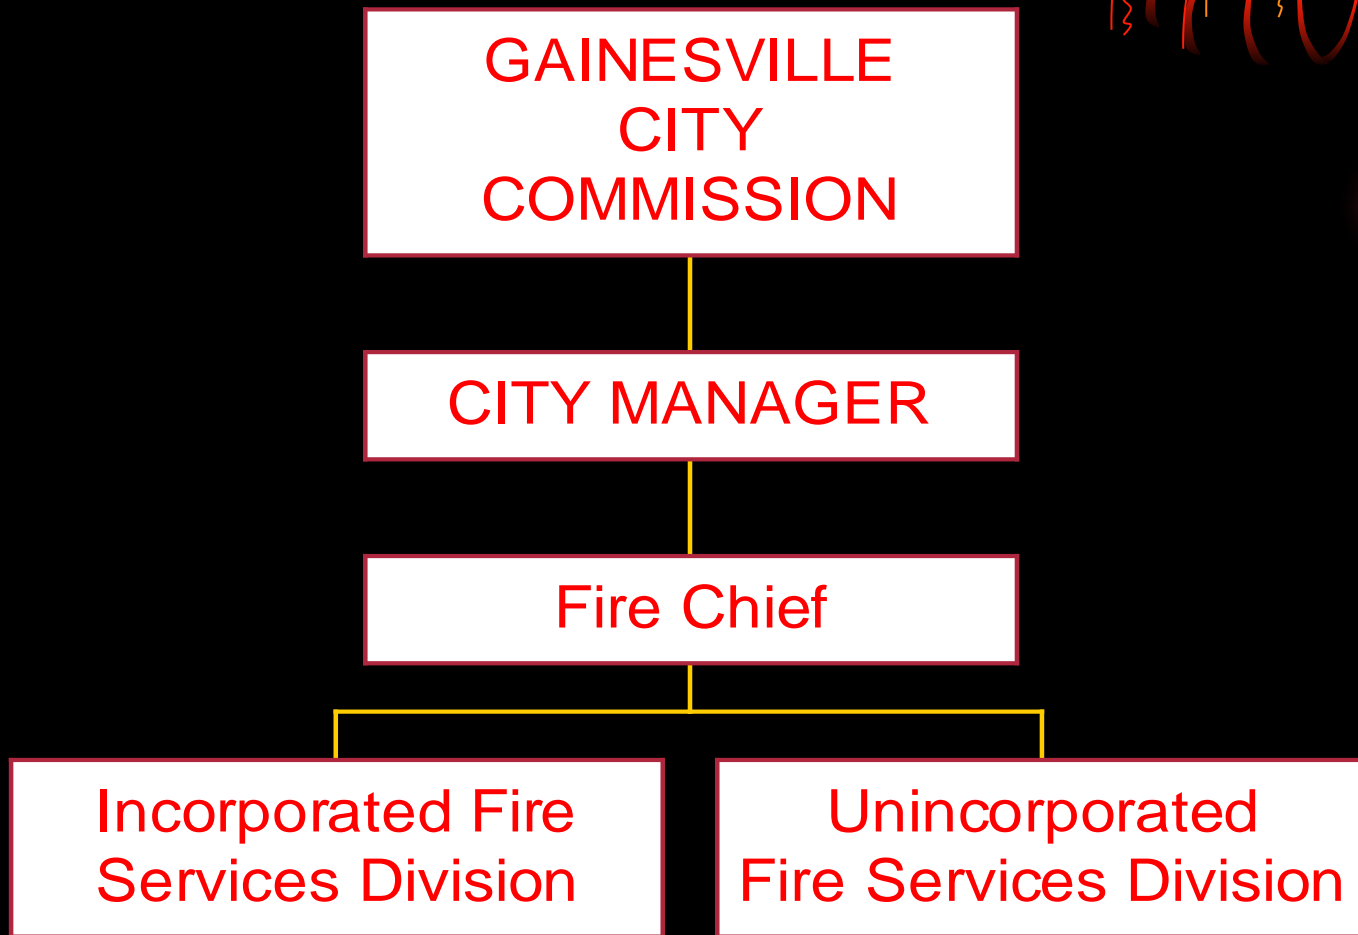 GAINESVILLE
CITY
COMMISSION
CITY MANAGER
Fire Chief
Incorporated Fire
Services Division
Unincorporated
Fire Services Division